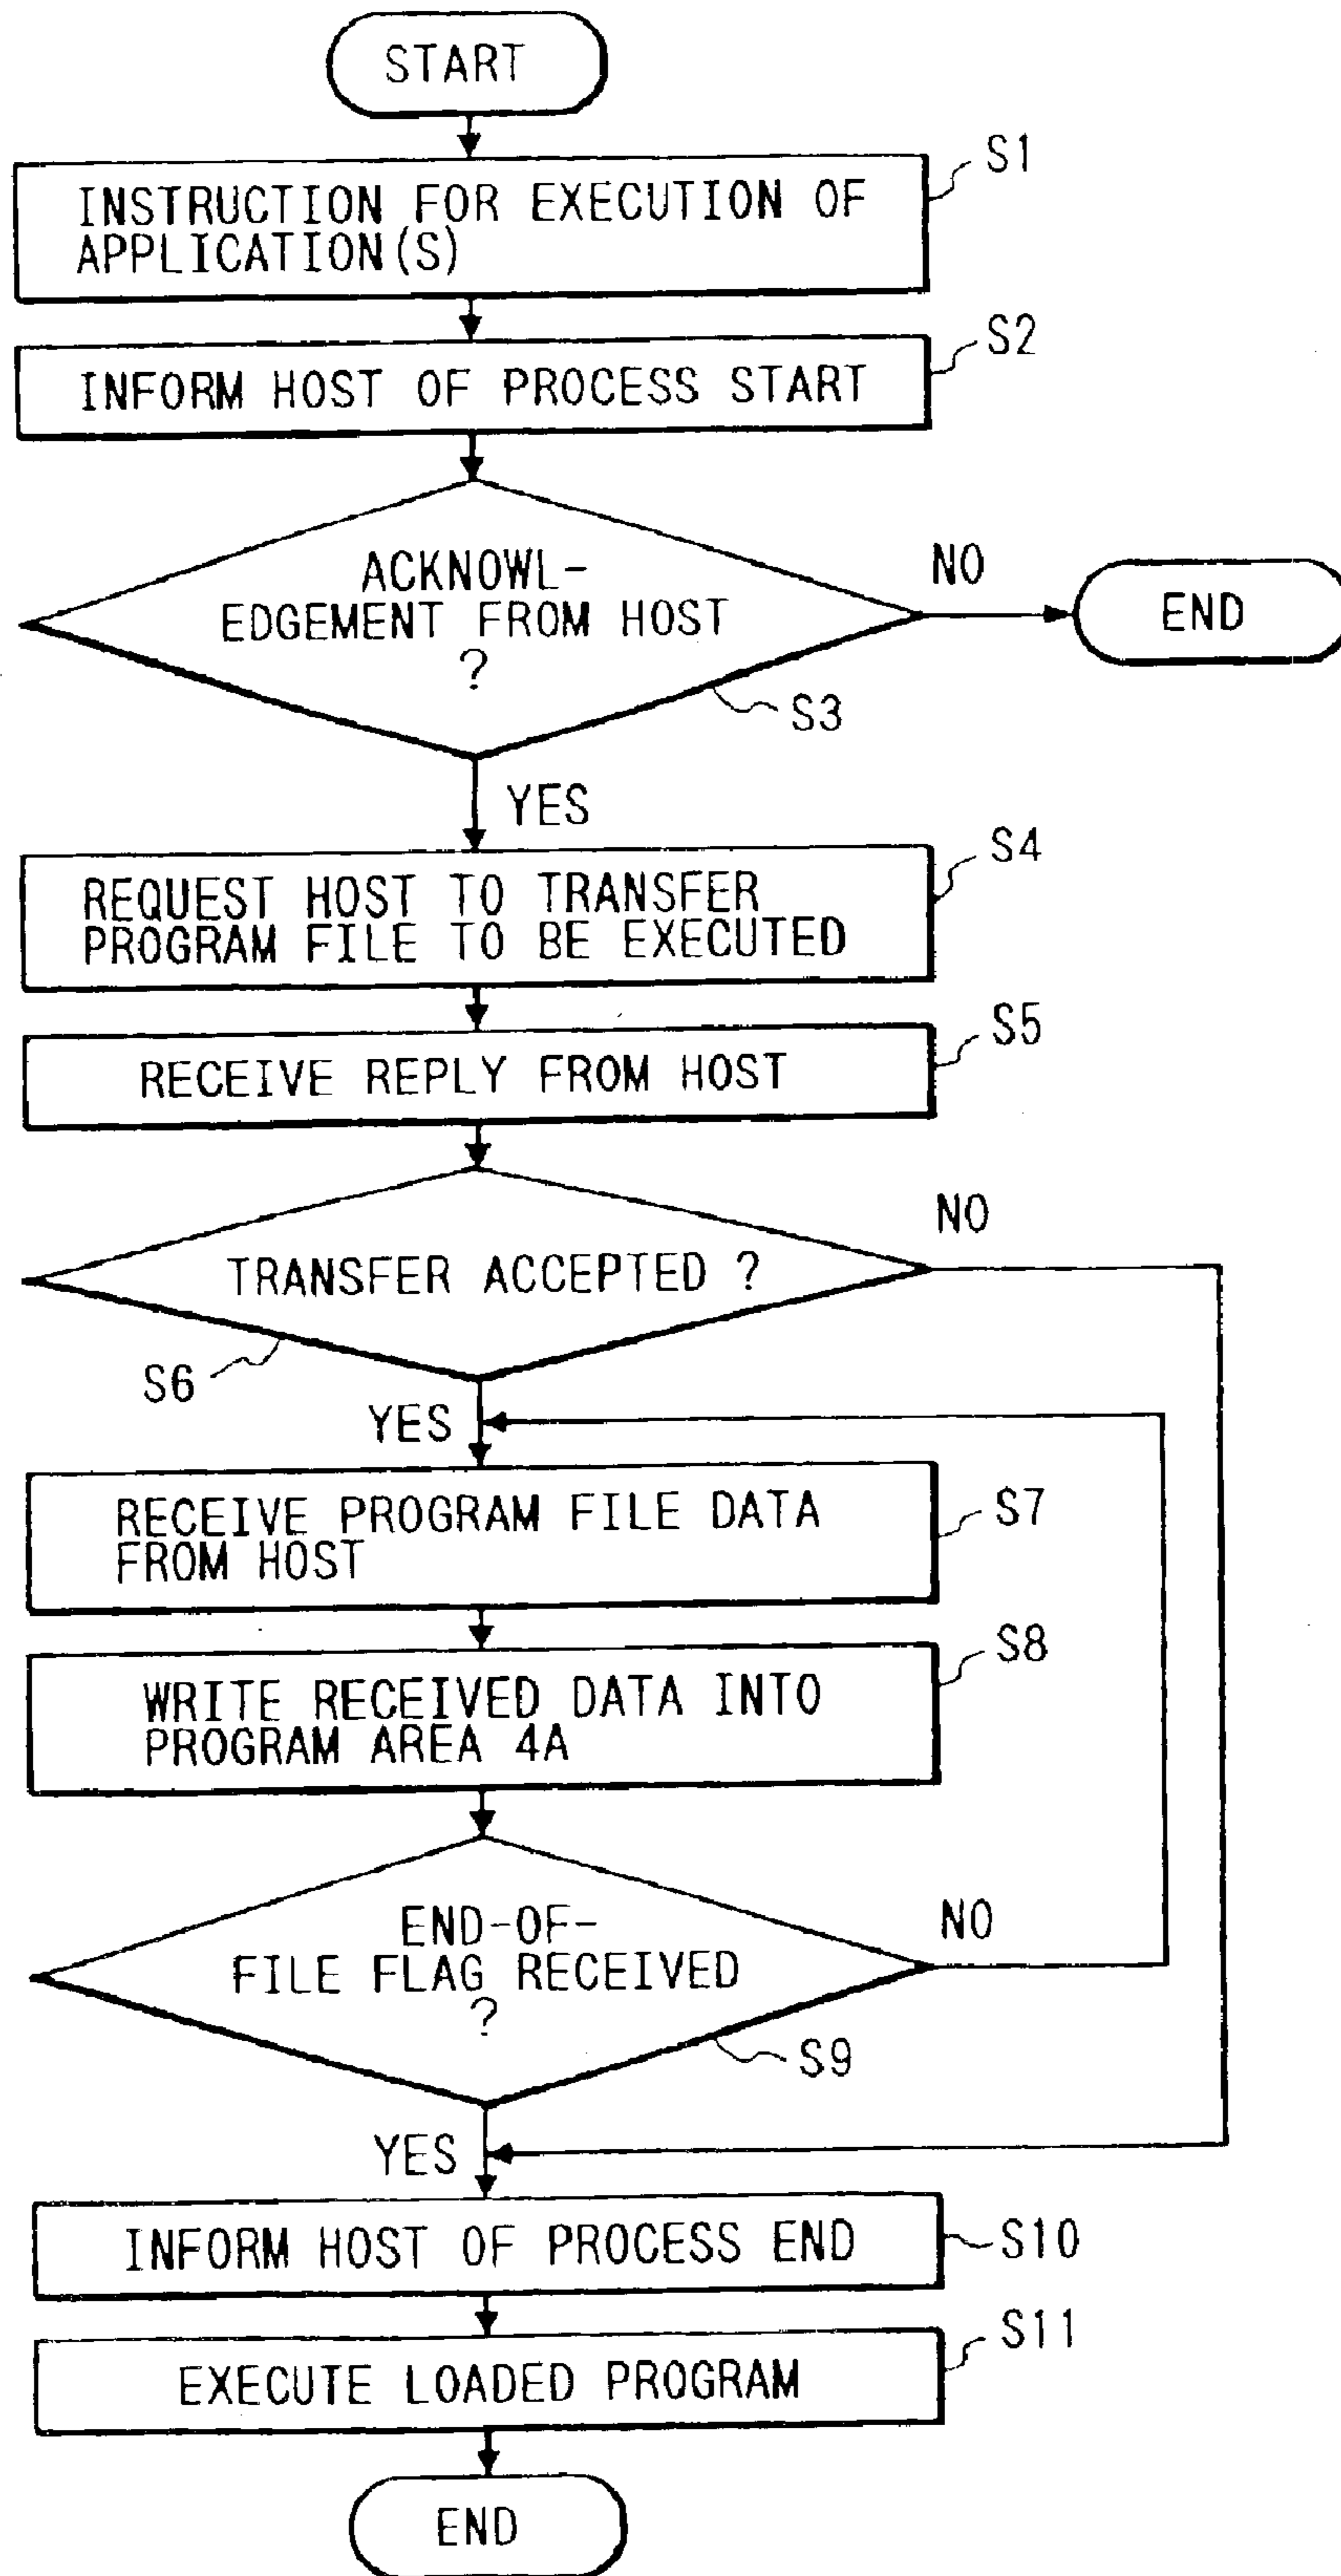 START
S1
INSTRUCTION FOR EXECUTION OF
APPLICATION(S)
S2
INFORM HOST OF PROCESS START
ACKNOWL-
EDGEMENT FROM HOST
?
NO
END
S3
YES
S4
REQUEST HOST TO TRANSFER
PROGRAM FILE TO BE EXECUTED
S5
RECEIVE REPLY FROM HOST
NO
TRANSFER ACCEPTED ?
S6
YES
RECEIVE PROGRAM FILE DATA
FROM HOST
S7
S8
WRITE RECEIVED DATA INTO
PROGRAM AREA 4A
END-OF-
FILE FLAG RECEIVED
?
NO
S9
YES
INFORM HOST OF PROCESS END
S10
S11
EXECUTE LOADED PROGRAM
END